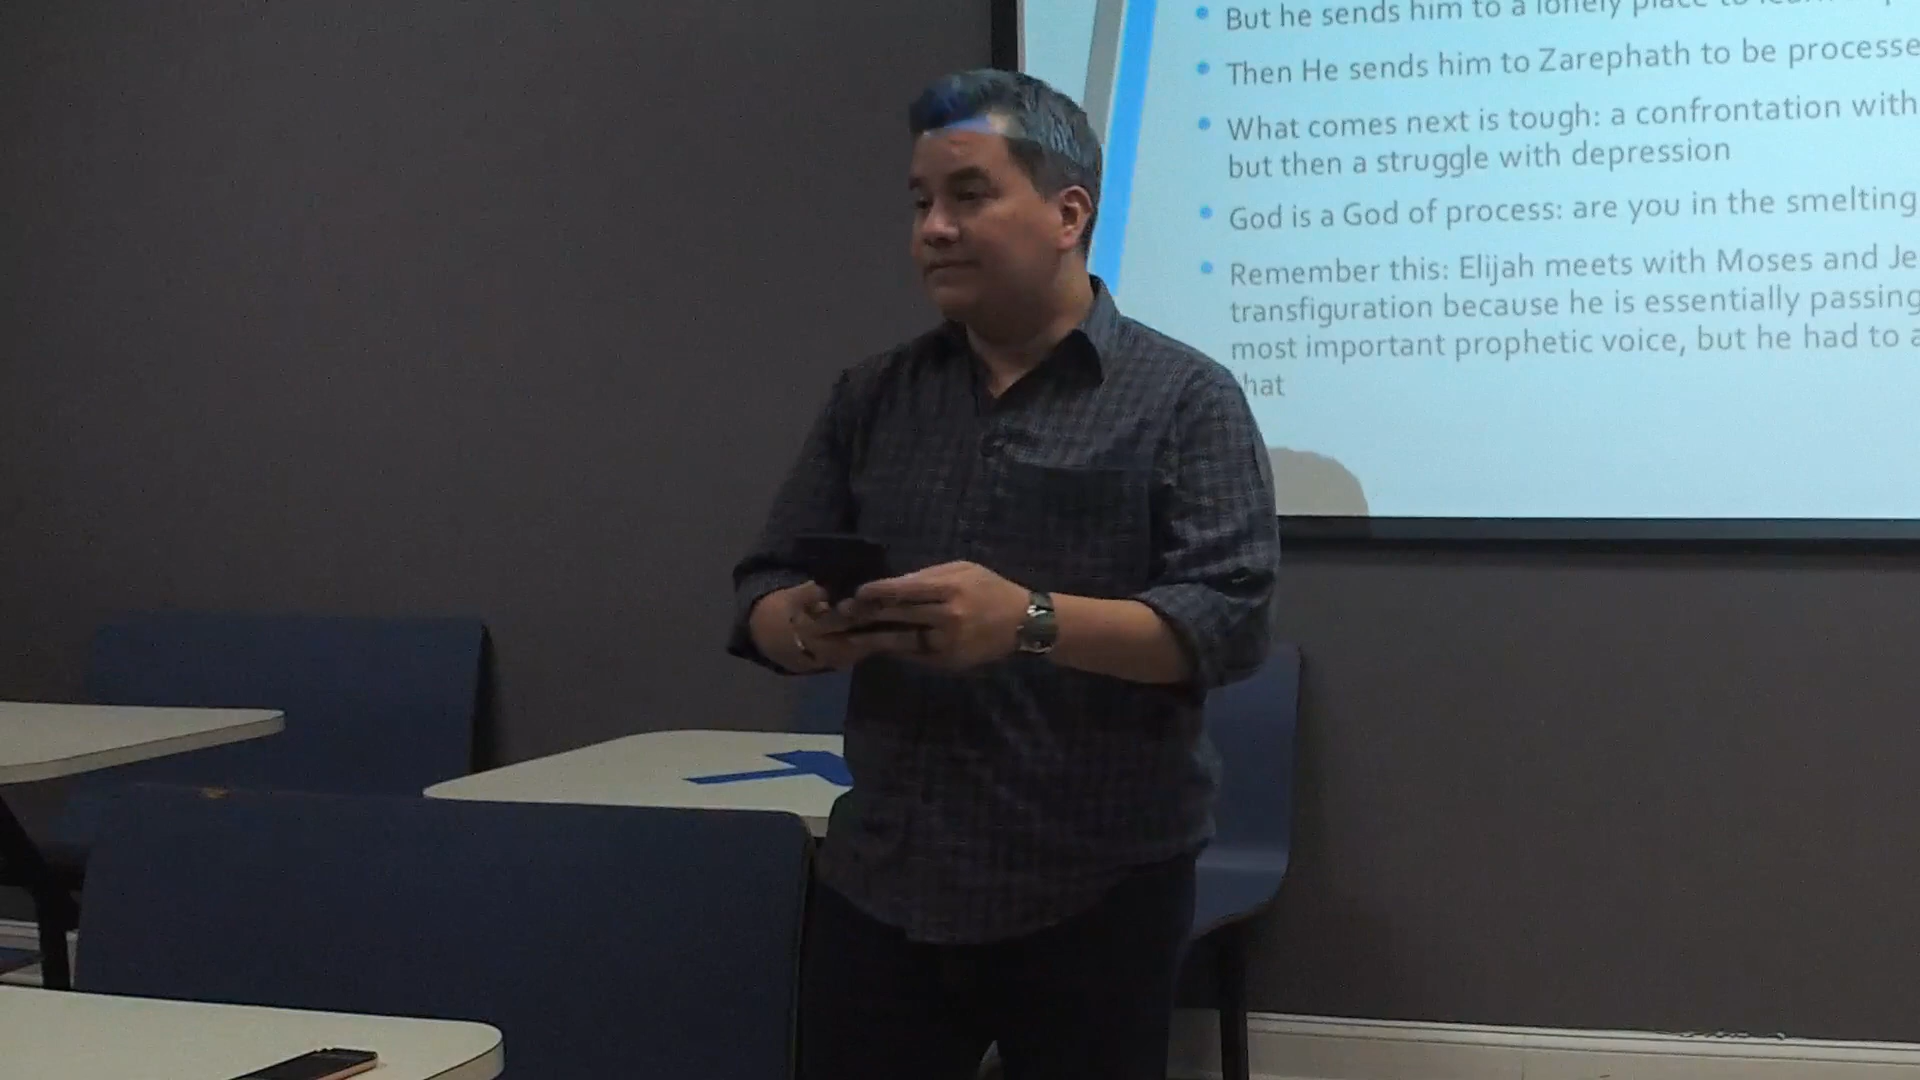 But he sends him to a lonely place to
Then He sends him to Zarephath to be processe
What comes next is tough: a confrontation with
but then a struggle with depression
God is a God of process: are you in the smelting
Remember this: Elijah meets with Moses and Je
transfiguration because he is essentially passing
most important prophetic voice, but he had to a
hat